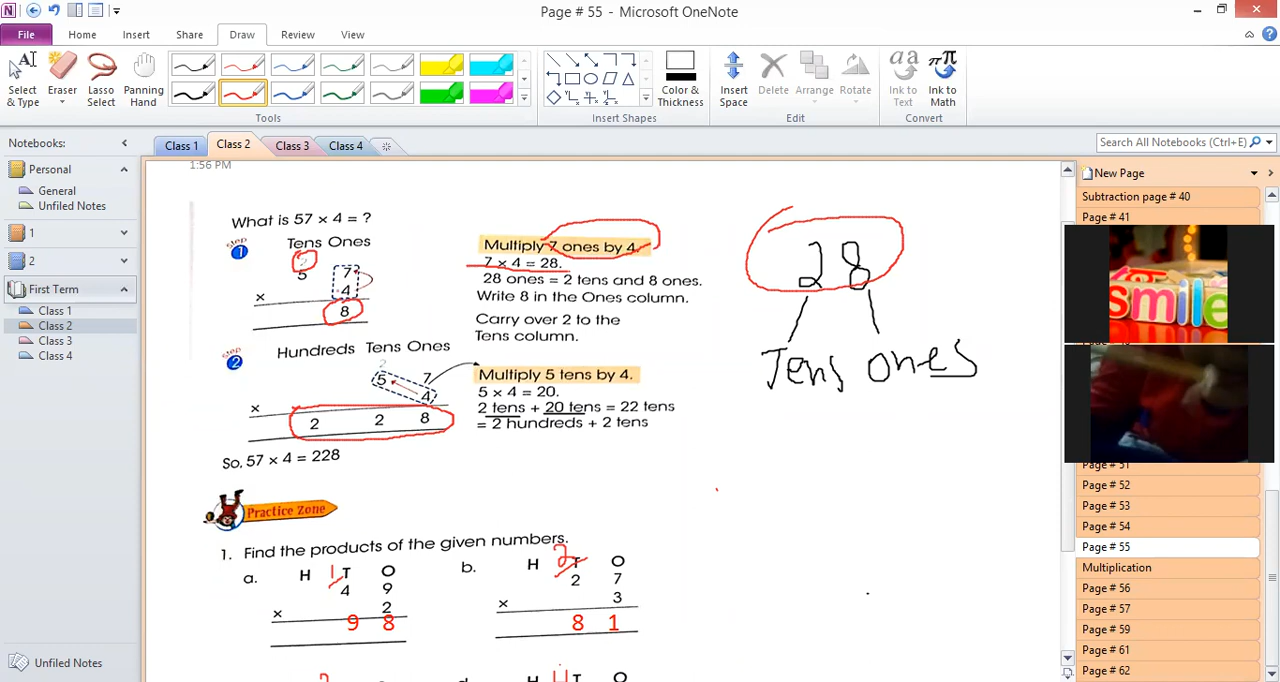 Page # 55 - Microsoft OneNote
File Home Insert Share Draw Review View
Select & Type
Eraser
Lasso Select
Panning Hand
Color & Thickness
Insert Space
Delete
Arrange
Rotate
Ink to Text
Ink to Math
Tools
Insert Shapes
Edit
Convert
Notebooks:
Class 1 Class 2 Class 3 Class 4
Search All Notebooks (Ctrl+E)
Personal
General
Unfiled Notes
1
2
First Term
Class 1
Class 2
Class 3
Class 4
Unfiled Notes
1:56 PM
What is 57 × 4 = ?
Step 1
Tens Ones
5 7
× 4
8
Multiply 7 ones by 4.
7 × 4 = 28.
28 ones = 2 tens and 8 ones.
Write 8 in the Ones column.
Carry over 2 to the
Tens column.
Step 2
Hundreds Tens Ones
2
5 7
× 4
2 2 8
Multiply 5 tens by 4.
5 × 4 = 20.
2 tens + 20 tens = 22 tens
= 2 hundreds + 2 tens
So, 57 × 4 = 228
28
Tens ones
Practice Zone
1. Find the products of the given numbers.
a.
H T O
1
4 9
× 2
9 8
b.
H T O
2
2 7
× 3
8 1
New Page
Subtraction page # 40
Page # 41
smile
Page # 51
Page # 52
Page # 53
Page # 54
Page # 55
Multiplication
Page # 56
Page # 57
Page # 59
Page # 61
Page # 62